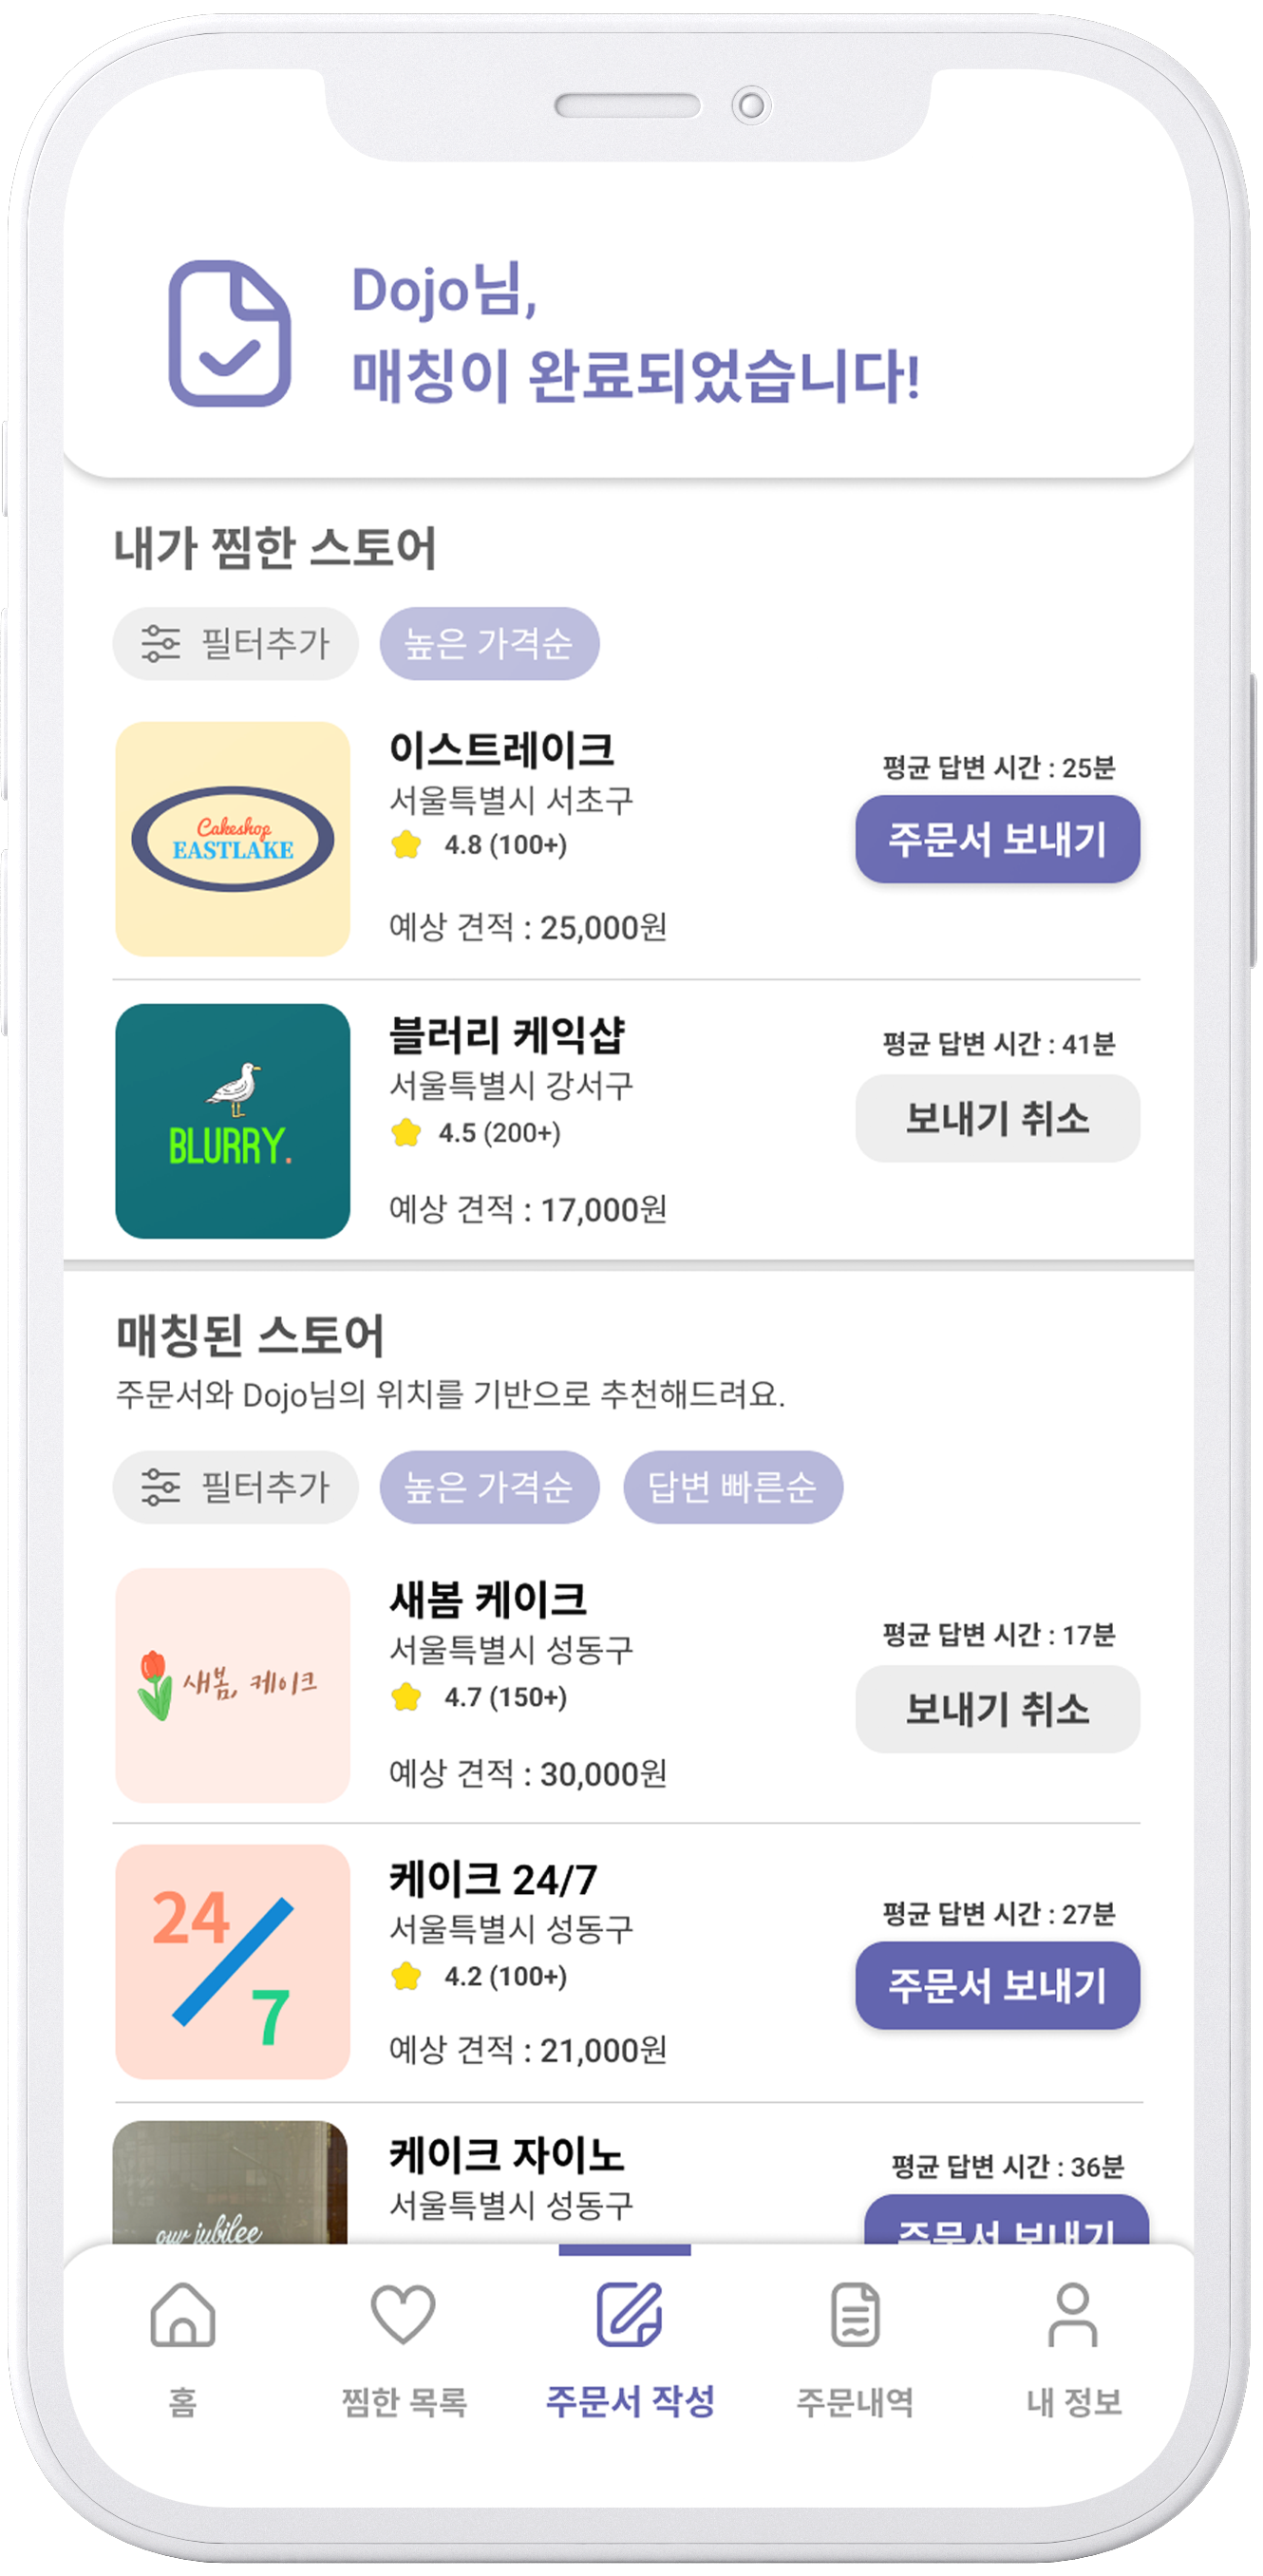 Dojo님,
매칭이 완료되었습니다!
내가 찜한 스토어
필터추가
높은 가격순
Cakeshop
EASTLAKE
이스트레이크
서울특별시 서초구
4.8 (100+)
예상 견적 : 25,000원
평균 답변 시간 : 25분
주문서 보내기
BLURRY.
블러리 케익샵
서울특별시 강서구
4.5 (200+)
예상 견적 : 17,000원
평균 답변 시간 : 41분
보내기 취소
매칭된 스토어
주문서와 Dojo님의 위치를 기반으로 추천해드려요.
필터추가
높은 가격순
답변 빠른순
새봄, 케이크
새봄 케이크
서울특별시 성동구
4.7 (150+)
예상 견적 : 30,000원
평균 답변 시간 : 17분
보내기 취소
24/7
케이크 24/7
서울특별시 성동구
4.2 (100+)
예상 견적 : 21,000원
평균 답변 시간 : 27분
주문서 보내기
our jubilee
케이크 자이노
서울특별시 성동구
평균 답변 시간 : 36분
주문서 보내기
홈
찜한 목록
주문서 작성
주문내역
내 정보